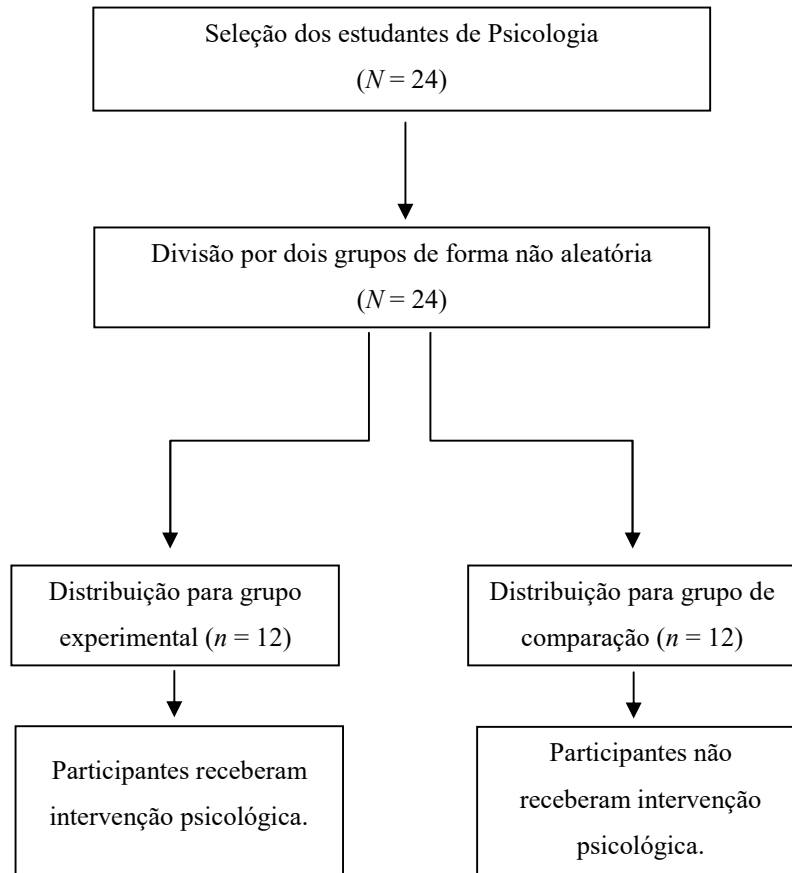 Seleção dos estudantes de Psicologia
(N = 24)
Divisão por dois grupos de forma não aleatória
(N = 24)
Distribuição para grupo
experimental (n = 12)
Distribuição para grupo de
comparação (n = 12)
Participantes receberam
intervenção psicológica.
Participantes não
receberam intervenção
psicológica.